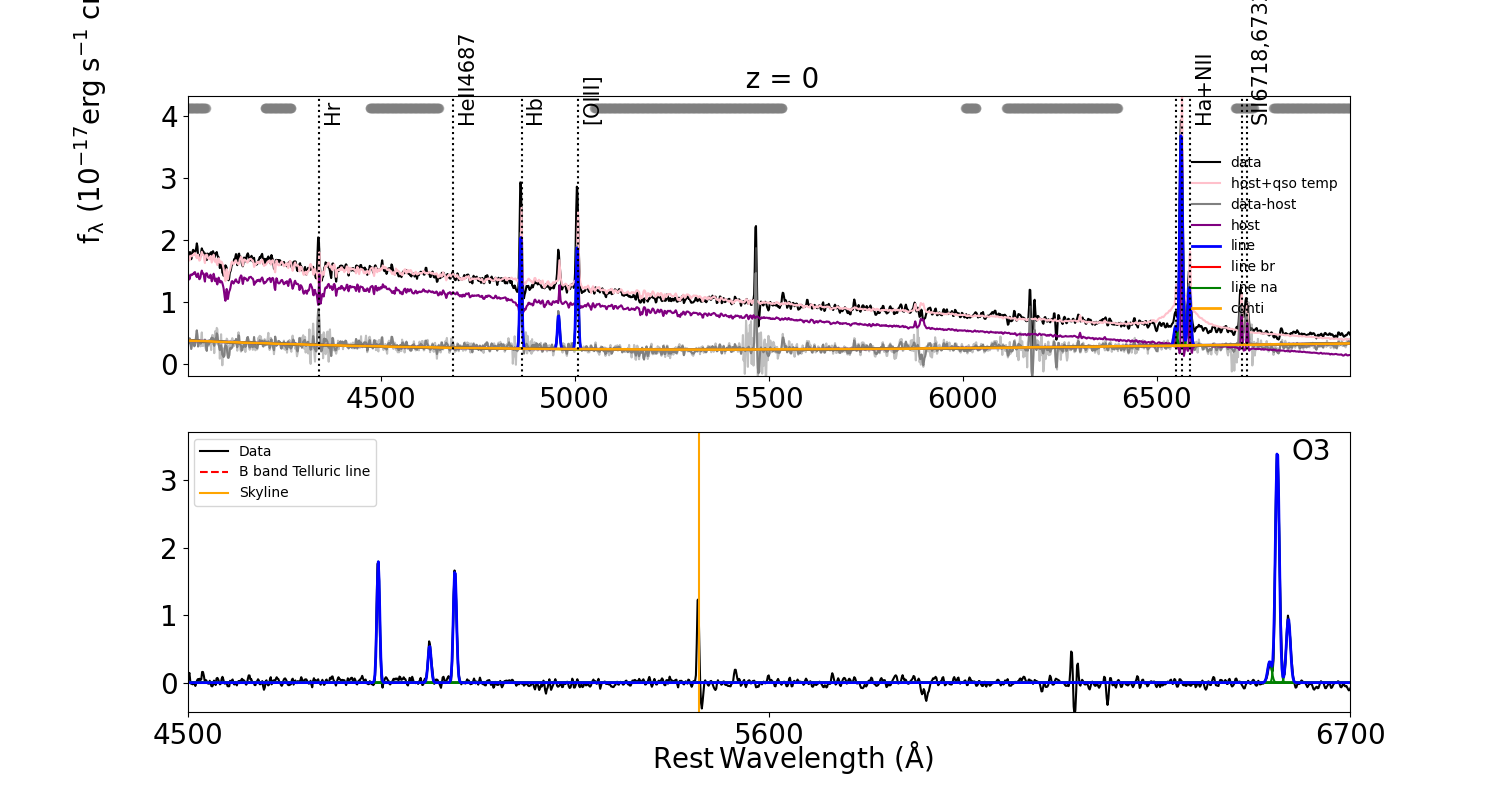 z = 0
f_λ (10^−17 erg s^−1 c
Hr
HeII4687
Hb
[OIII]
Ha+NII
SII6718,673
4
3
2
1
0
data
host+qso temp
data-host
host
line
line br
line na
conti
4500 5000 5500 6000 6500
O3
Data
B band Telluric line
Skyline
3
2
1
0
4500 5600 6700
Rest Wavelength (Å)